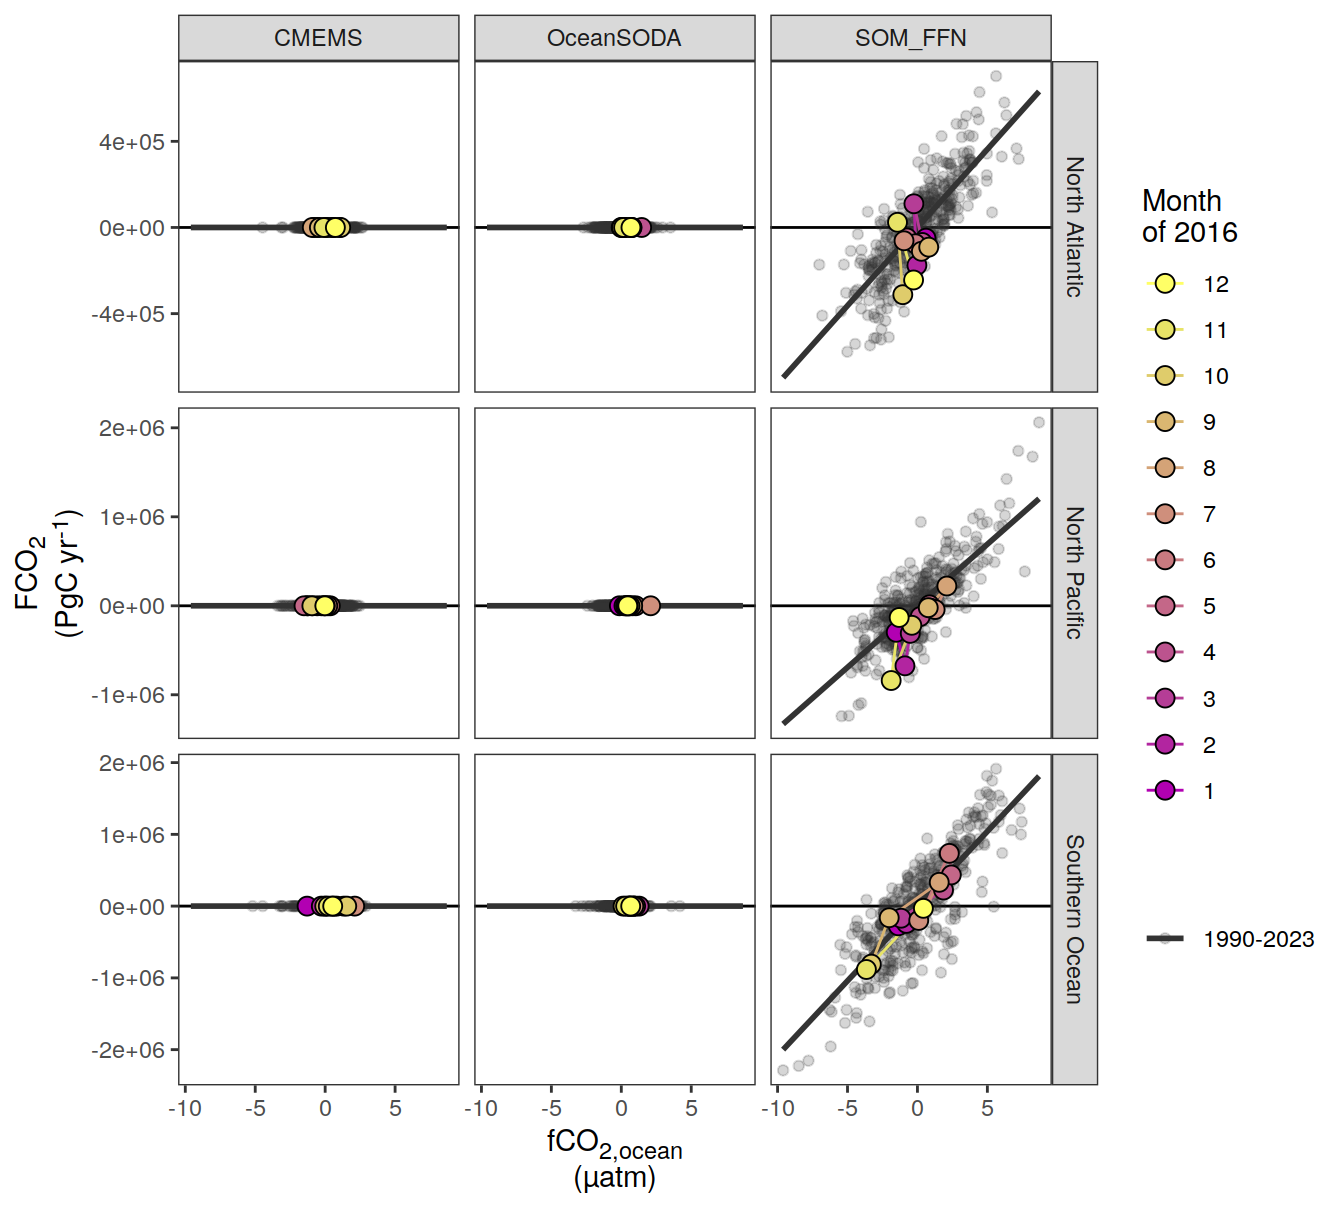 CMEMS OceanSODA SOM_FFN
4e+05
0e+00
-4e+05
North Atlantic
2e+06
1e+06
0e+00
-1e+06
North Pacific
2e+06
1e+06
0e+00
-1e+06
-2e+06
Southern Ocean
-10 -5 0 5 -10 -5 0 5 -10 -5 0 5
FCO2
(PgC yr-1)
fCO2,ocean
(µatm)
Month
of 2016
12
11
10
9
8
7
6
5
4
3
2
1
1990-2023